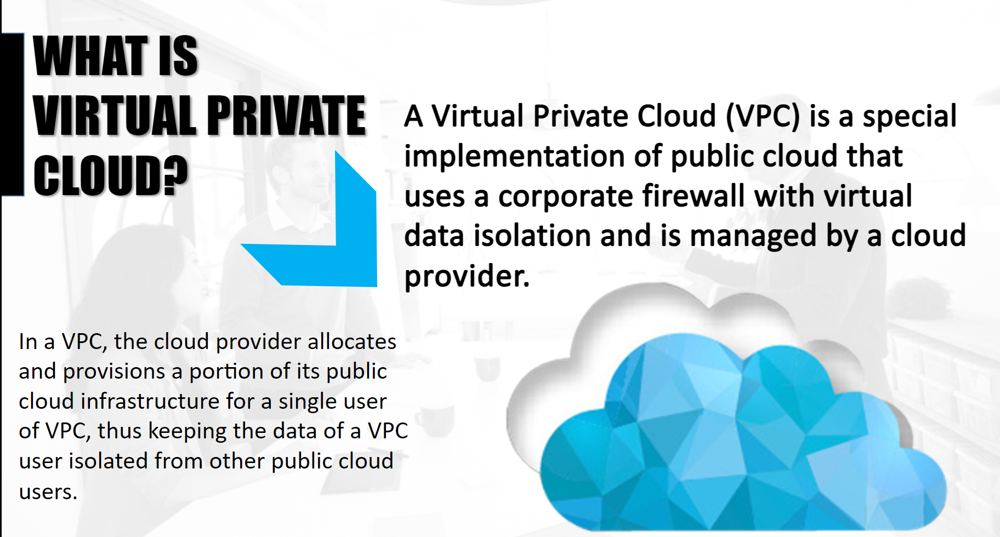 WHAT IS
VIRTUAL PRIVATE
CLOUD?
A Virtual Private Cloud (VPC) is a special
implementation of public cloud that
uses a corporate firewall with virtual
data isolation and is managed by a cloud
provider.
In a VPC, the cloud provider allocates
and provisions a portion of its public
cloud infrastructure for a single user
of VPC, thus keeping the data of a VPC
user isolated from other public cloud
users.